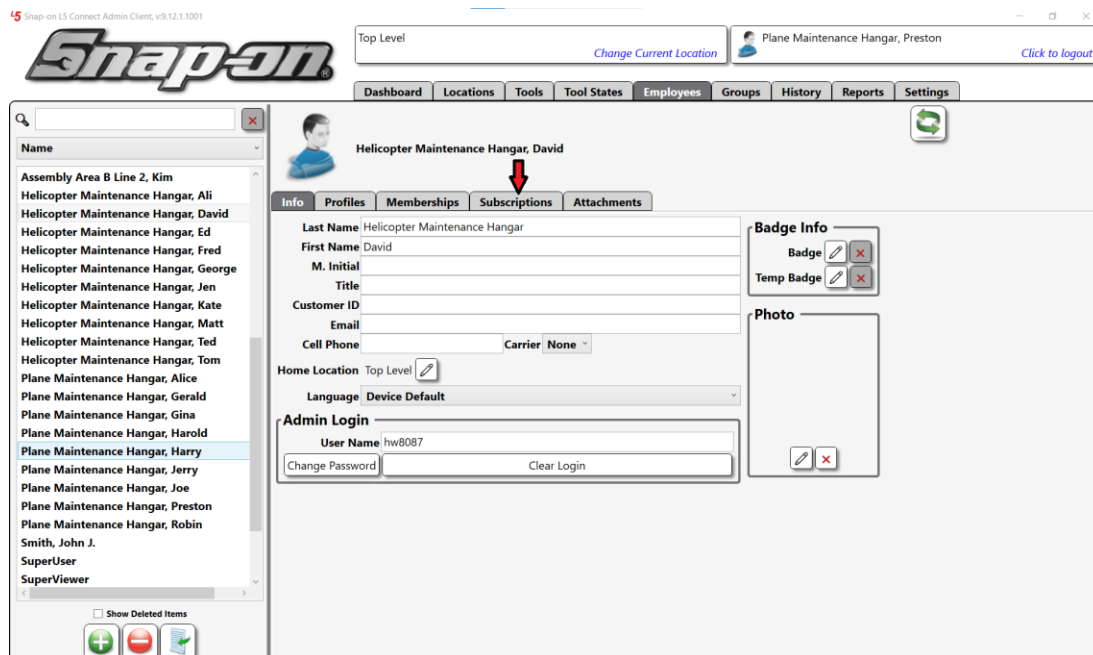 L5 Snap-on L5 Connect Admin Client, v:9.12.1.1001
Snap-on®
Top Level
Change Current Location
Plane Maintenance Hangar, Preston
Click to logout
Dashboard Locations Tools Tool States Employees Groups History Reports Settings
Name
Assembly Area B Line 2, Kim
Helicopter Maintenance Hangar, Ali
Helicopter Maintenance Hangar, David
Helicopter Maintenance Hangar, Ed
Helicopter Maintenance Hangar, Fred
Helicopter Maintenance Hangar, George
Helicopter Maintenance Hangar, Jen
Helicopter Maintenance Hangar, Kate
Helicopter Maintenance Hangar, Matt
Helicopter Maintenance Hangar, Ted
Helicopter Maintenance Hangar, Tom
Plane Maintenance Hangar, Alice
Plane Maintenance Hangar, Gerald
Plane Maintenance Hangar, Gina
Plane Maintenance Hangar, Harold
Plane Maintenance Hangar, Harry
Plane Maintenance Hangar, Jerry
Plane Maintenance Hangar, Joe
Plane Maintenance Hangar, Preston
Plane Maintenance Hangar, Robin
Smith, John J.
SuperUser
SuperViewer
Show Deleted Items
Helicopter Maintenance Hangar, David
Info Profiles Memberships Subscriptions Attachments
Last Name Helicopter Maintenance Hangar
First Name David
M. Initial
Title
Customer ID
Email
Cell Phone Carrier None
Home Location Top Level
Language Device Default
Admin Login
User Name hw8087
Change Password Clear Login
Badge Info
Badge
Temp Badge
Photo